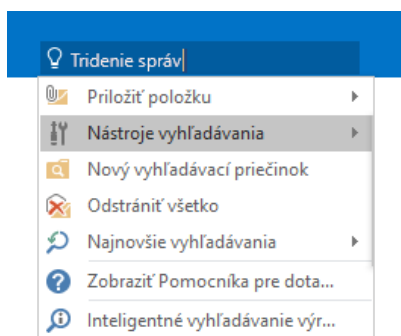 Tridenie správ
Priložiť položku
Nástroje vyhľadávania
Nový vyhľadávací priečinok
Odstrániť všetko
Najnovšie vyhľadávania
Zobraziť Pomocníka pre dota...
Inteligentné vyhľadávanie výr...